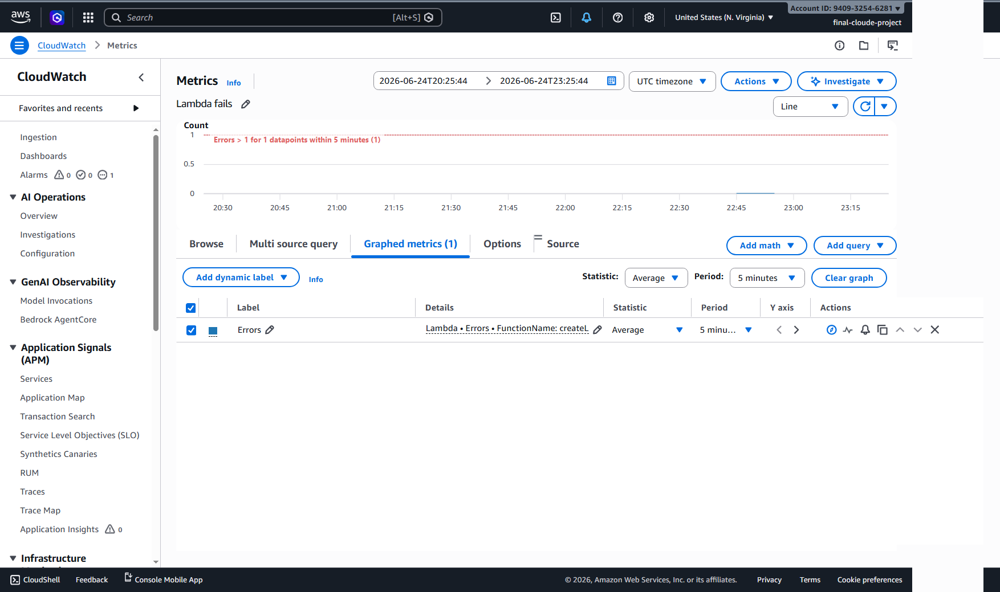 aws
Search
[Alt+S]
United States (N. Virginia)
Account ID: 9409-3254-6281
final-cloude-project
CloudWatch
Metrics
CloudWatch
Favorites and recents
Ingestion
Dashboards
Alarms 0 0 1
AI Operations
Overview
Investigations
Configuration
GenAI Observability
Model Invocations
Bedrock AgentCore
Application Signals
(APM)
Services
Application Map
Transaction Search
Service Level Objectives (SLO)
Synthetics Canaries
RUM
Traces
Trace Map
Application Insights 0
Infrastructure
Metrics Info
2026-06-24T20:25:44 2026-06-24T23:25:44
UTC timezone
Actions
Investigate
Lambda fails
Line
Count
1
Errors > 1 for 1 datapoints within 5 minutes (1)
0.5
0
20:30 20:45 21:00 21:15 21:30 21:45 22:00 22:15 22:30 22:45 23:00 23:15
Browse
Multi source query
Graphed metrics (1)
Options
Source
Add math
Add query
Add dynamic label
Info
Statistic:
Average
Period:
5 minutes
Clear graph
Label Details Statistic Period Y axis Actions
Errors Lambda • Errors • FunctionName: createL Average 5 minu...
CloudShell
Feedback
Console Mobile App
© 2026, Amazon Web Services, Inc. or its affiliates.
Privacy
Terms
Cookie preferences